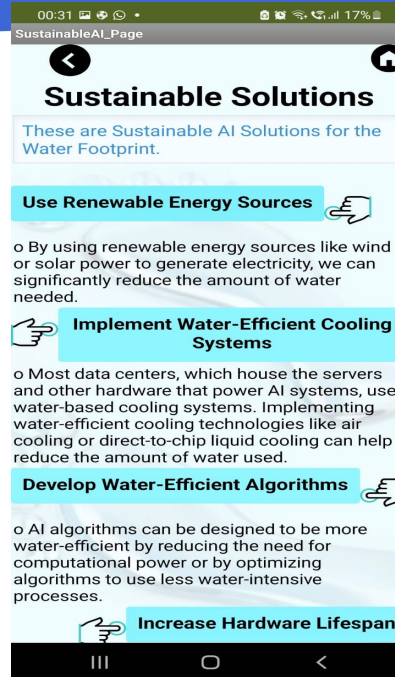 00:31 17%
SustainableAI_Page
Sustainable Solutions
These are Sustainable AI Solutions for the
Water Footprint.
Use Renewable Energy Sources
o By using renewable energy sources like wind
or solar power to generate electricity, we can
significantly reduce the amount of water
needed.
Implement Water-Efficient Cooling
Systems
o Most data centers, which house the servers
and other hardware that power AI systems, use
water-based cooling systems. Implementing
water-efficient cooling technologies like air
cooling or direct-to-chip liquid cooling can help
reduce the amount of water used.
Develop Water-Efficient Algorithms
o AI algorithms can be designed to be more
water-efficient by reducing the need for
computational power or by optimizing
algorithms to use less water-intensive
processes.
Increase Hardware Lifespan